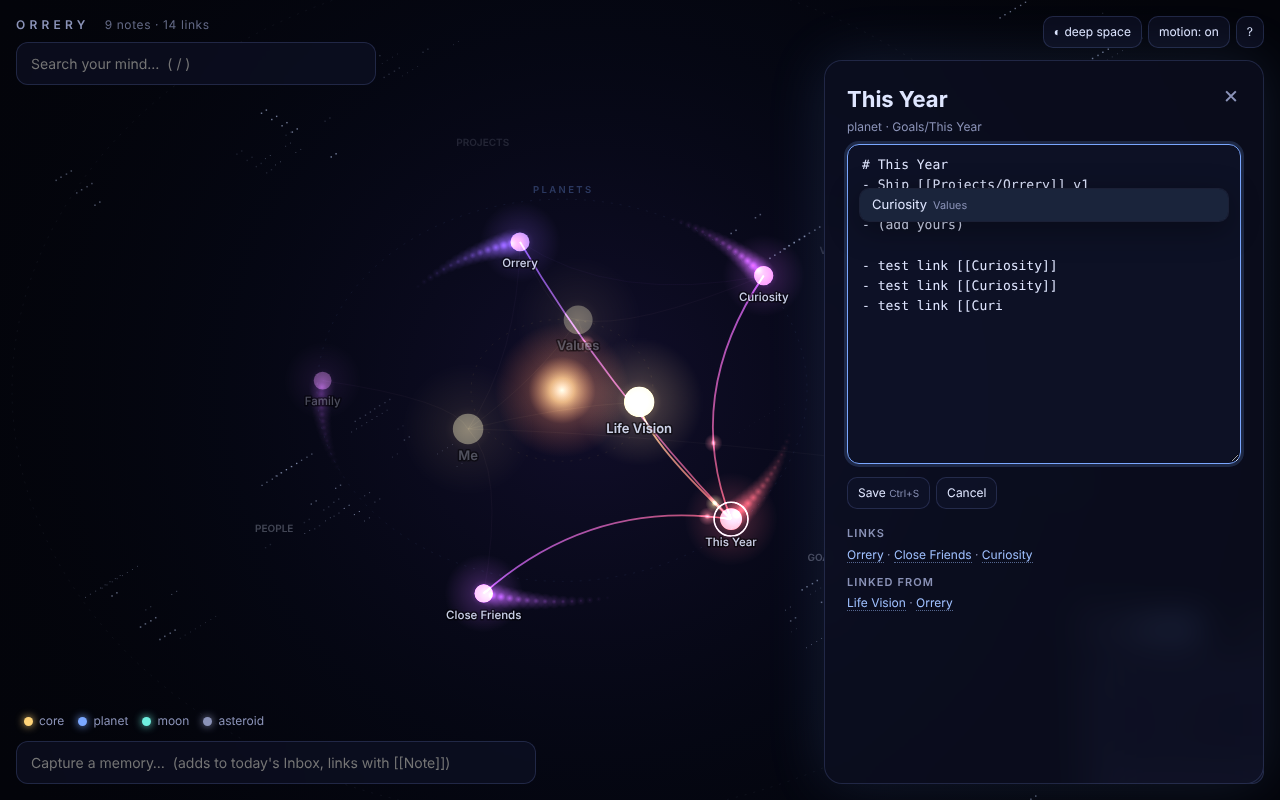 ORRERY 9 notes · 14 links
Search your mind... ( / )
deep space
motion: on
?
PROJECTS
PLANETS
Orrery
Curiosity
Values
Family
Life Vision
Me
PEOPLE
This Year
Close Friends
core
planet
moon
asteroid
Capture a memory... (adds to today's Inbox, links with [[Note]])
This Year
✕
planet · Goals/This Year
# This Year
- Ship [[Projects/Orrery]] v1
Curiosity Values
- (add yours)
- test link [[Curiosity]]
- test link [[Curiosity]]
- test link [[Curi
Save Ctrl+S
Cancel
LINKS
Orrery · Close Friends · Curiosity
LINKED FROM
Life Vision · Orrery